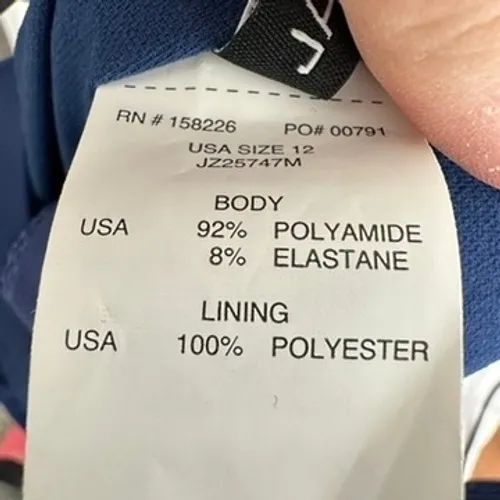 RN # 158226 PO# 00791
USA SIZE 12
JZ25747M
BODY
USA 92% POLYAMIDE
8% ELASTANE
LINING
USA 100% POLYESTER